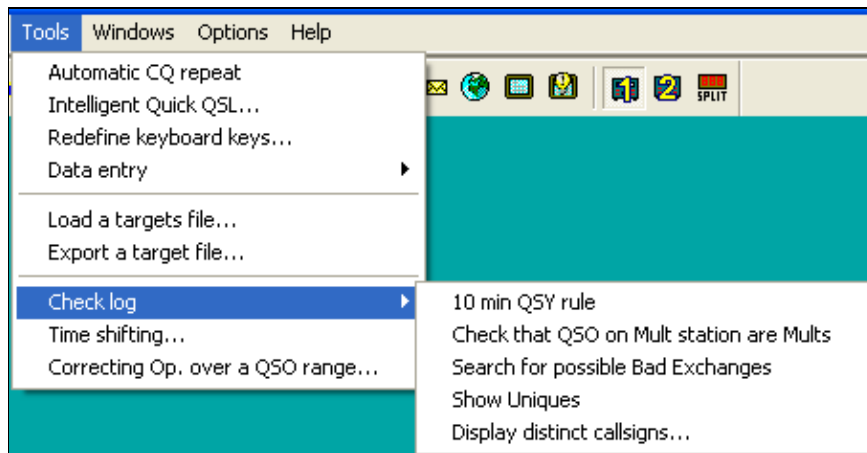 Tools Windows Options Help
Automatic CQ repeat
Intelligent Quick QSL...
Redefine keyboard keys...
Data entry
1 2 SPLIT
Load a targets file...
Export a target file...
Check log
Time shifting...
Correcting Op. over a QSO range...
10 min QSY rule
Check that QSO on Mult station are Mults
Search for possible Bad Exchanges
Show Uniques
Display distinct callsigns...